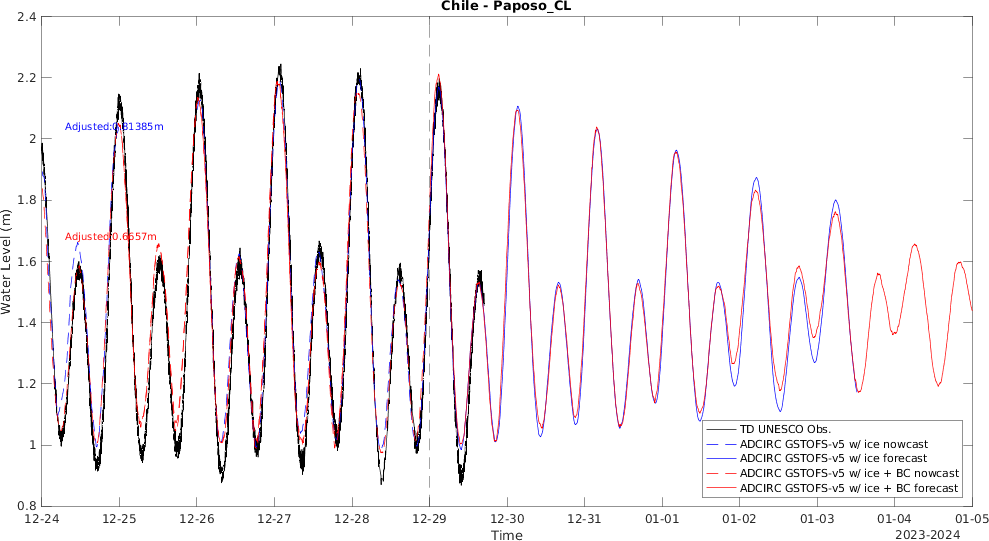 Chile - Paposo_CL
2.4
2.2
2
1.8
1.6
1.4
1.2
1
0.8
Water Level (m)
Adjusted:0.81385m
Adjusted:0.6657m
TD UNESCO Obs.
ADCIRC GSTOFS-v5 w/ ice nowcast
ADCIRC GSTOFS-v5 w/ ice forecast
ADCIRC GSTOFS-v5 w/ ice + BC nowcast
ADCIRC GSTOFS-v5 w/ ice + BC forecast
12-24 12-25 12-26 12-27 12-28 12-29 12-30 12-31 01-01 01-02 01-03 01-04 01-05
Time
2023-2024